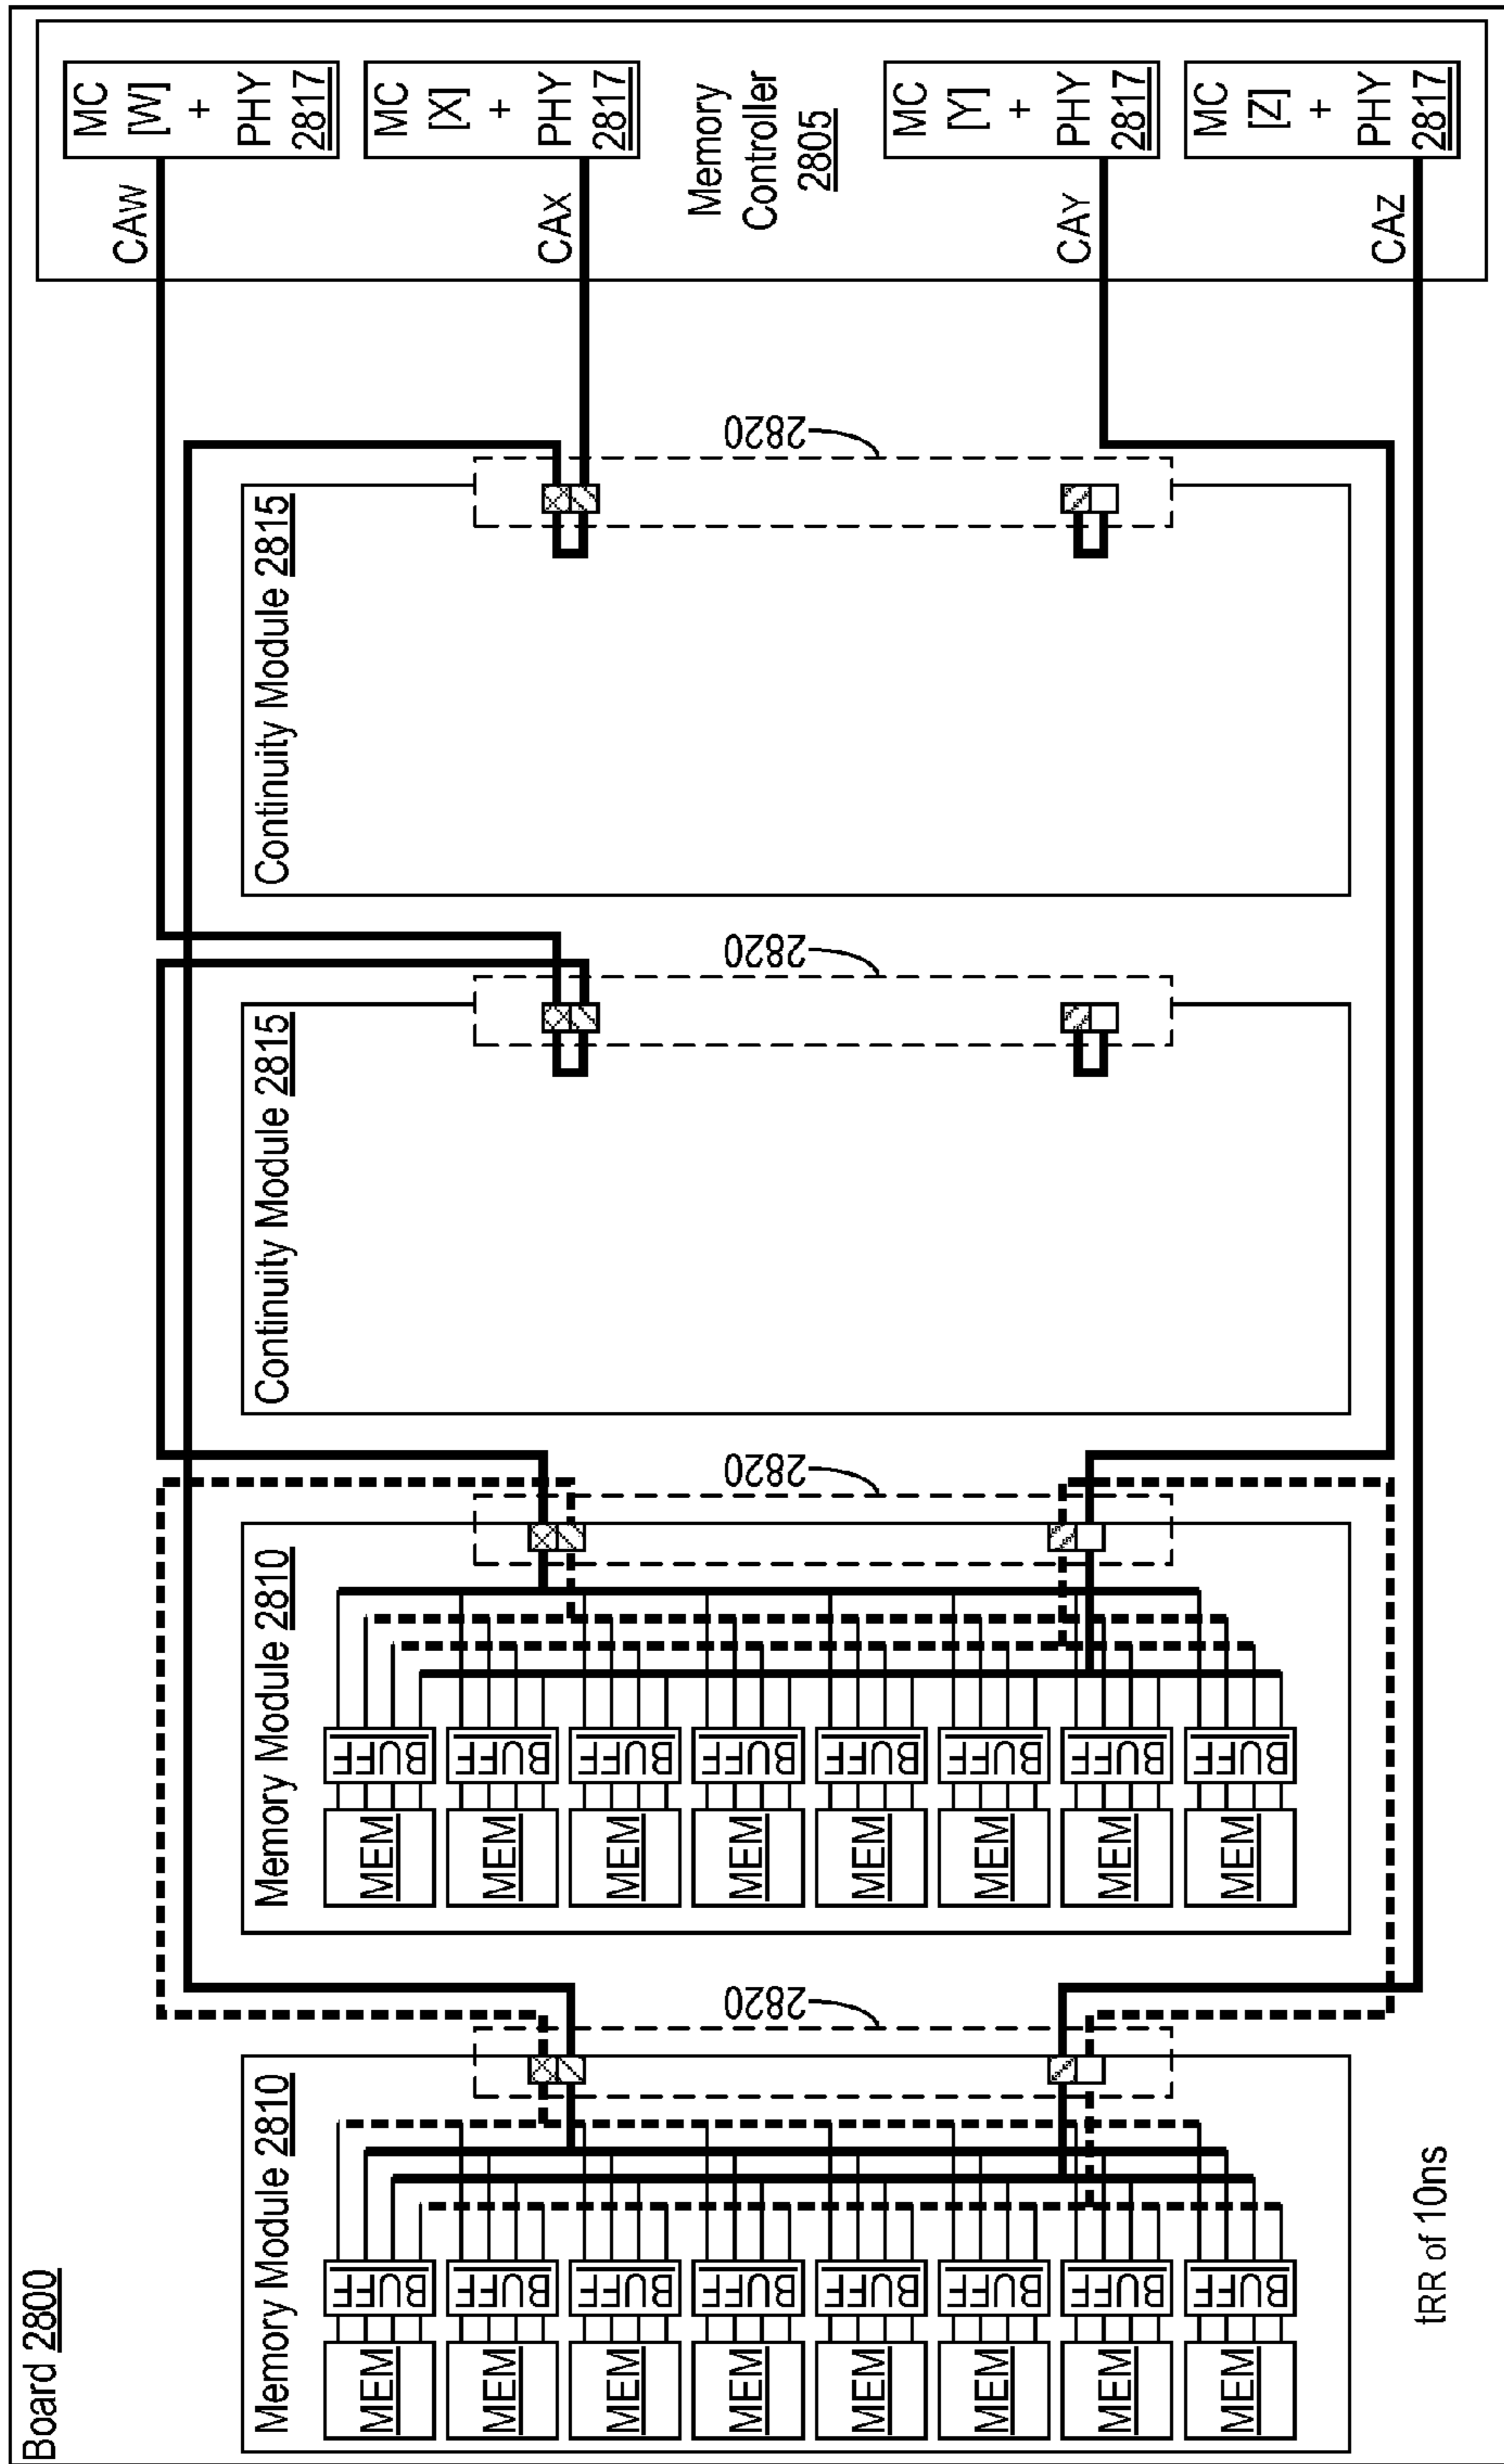 Board 2800
Memory Module 2810
MEM
BUFF
MEM
BUFF
MEM
BUFF
MEM
BUFF
MEM
BUFF
MEM
BUFF
MEM
BUFF
MEM
BUFF
2820
Memory Module 2810
MEM
BUFF
MEM
BUFF
MEM
BUFF
MEM
BUFF
MEM
BUFF
MEM
BUFF
MEM
BUFF
MEM
BUFF
2820
Continuity Module 2815
2820
Continuity Module 2815
2820
CAW
MC
[W]
+
PHY
2817
CAX
MC
[X]
+
PHY
2817
Memory
Controller
2805
CAY
MC
[Y]
+
PHY
2817
CAZ
MC
[Z]
+
PHY
2817
tRR of 10ns